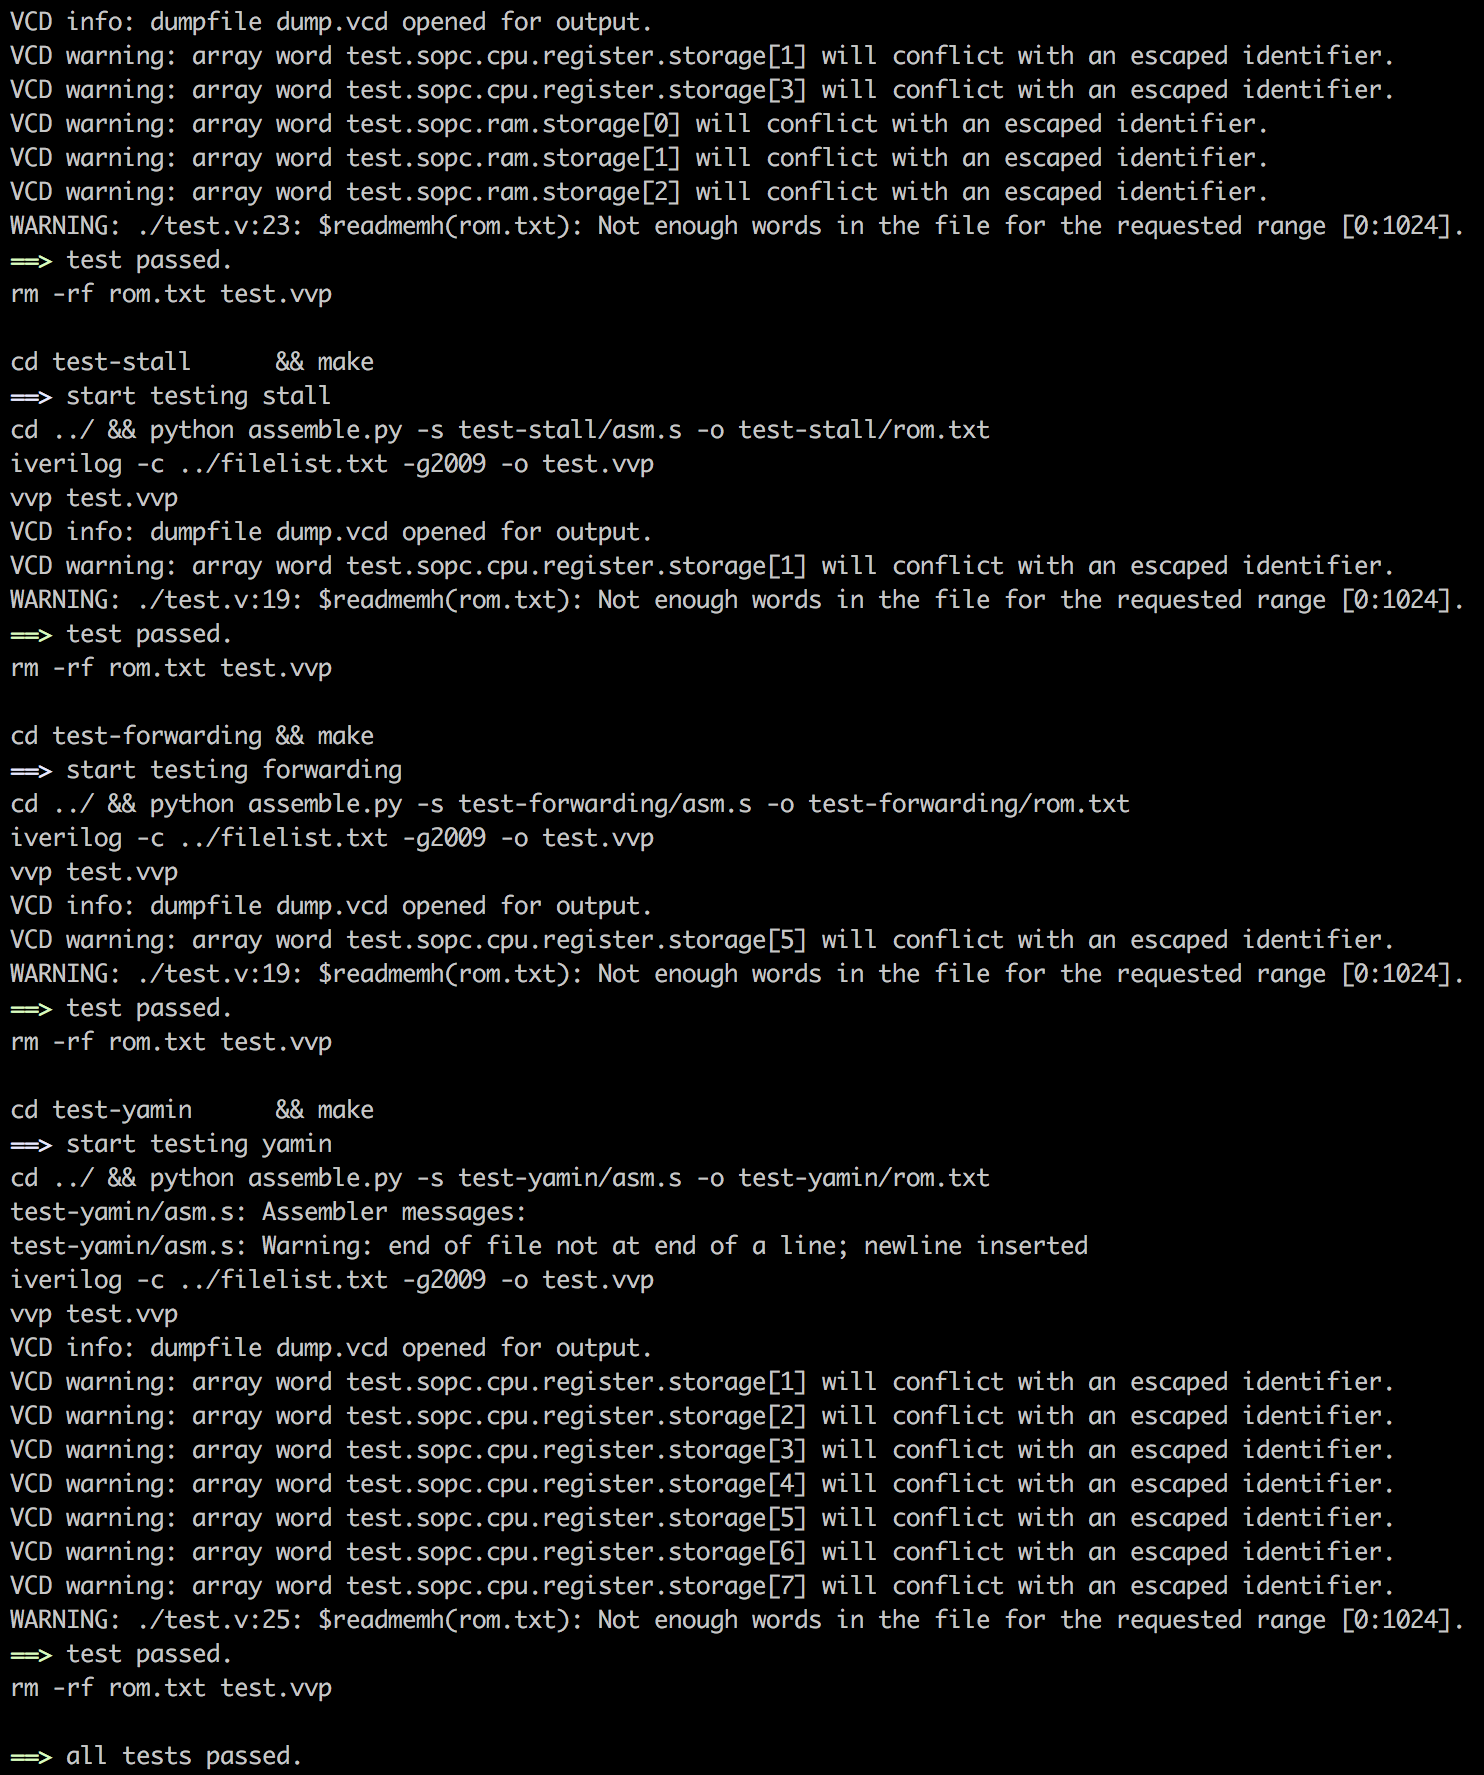 VCD info: dumpfile dump.vcd opened for output.
VCD warning: array word test.sopc.cpu.register.storage[1] will conflict with an escaped identifier.
VCD warning: array word test.sopc.cpu.register.storage[3] will conflict with an escaped identifier.
VCD warning: array word test.sopc.ram.storage[0] will conflict with an escaped identifier.
VCD warning: array word test.sopc.ram.storage[1] will conflict with an escaped identifier.
VCD warning: array word test.sopc.ram.storage[2] will conflict with an escaped identifier.
WARNING: ./test.v:23: $readmemh(rom.txt): Not enough words in the file for the requested range [0:1024].
==> test passed.
rm -rf rom.txt test.vvp

cd test-stall      && make
==> start testing stall
cd ../ && python assemble.py -s test-stall/asm.s -o test-stall/rom.txt
iverilog -c ../filelist.txt -g2009 -o test.vvp
vvp test.vvp
VCD info: dumpfile dump.vcd opened for output.
VCD warning: array word test.sopc.cpu.register.storage[1] will conflict with an escaped identifier.
WARNING: ./test.v:19: $readmemh(rom.txt): Not enough words in the file for the requested range [0:1024].
==> test passed.
rm -rf rom.txt test.vvp

cd test-forwarding && make
==> start testing forwarding
cd ../ && python assemble.py -s test-forwarding/asm.s -o test-forwarding/rom.txt
iverilog -c ../filelist.txt -g2009 -o test.vvp
vvp test.vvp
VCD info: dumpfile dump.vcd opened for output.
VCD warning: array word test.sopc.cpu.register.storage[5] will conflict with an escaped identifier.
WARNING: ./test.v:19: $readmemh(rom.txt): Not enough words in the file for the requested range [0:1024].
==> test passed.
rm -rf rom.txt test.vvp

cd test-yamin      && make
==> start testing yamin
cd ../ && python assemble.py -s test-yamin/asm.s -o test-yamin/rom.txt
test-yamin/asm.s: Assembler messages:
test-yamin/asm.s: Warning: end of file not at end of a line; newline inserted
iverilog -c ../filelist.txt -g2009 -o test.vvp
vvp test.vvp
VCD info: dumpfile dump.vcd opened for output.
VCD warning: array word test.sopc.cpu.register.storage[1] will conflict with an escaped identifier.
VCD warning: array word test.sopc.cpu.register.storage[2] will conflict with an escaped identifier.
VCD warning: array word test.sopc.cpu.register.storage[3] will conflict with an escaped identifier.
VCD warning: array word test.sopc.cpu.register.storage[4] will conflict with an escaped identifier.
VCD warning: array word test.sopc.cpu.register.storage[5] will conflict with an escaped identifier.
VCD warning: array word test.sopc.cpu.register.storage[6] will conflict with an escaped identifier.
VCD warning: array word test.sopc.cpu.register.storage[7] will conflict with an escaped identifier.
WARNING: ./test.v:25: $readmemh(rom.txt): Not enough words in the file for the requested range [0:1024].
==> test passed.
rm -rf rom.txt test.vvp

==> all tests passed.